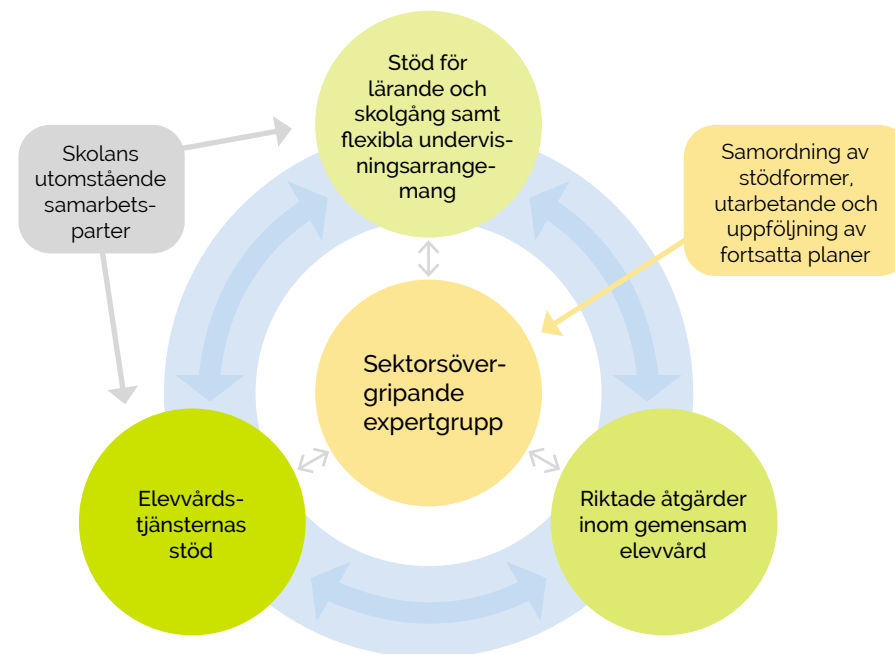 Stöd för
lärande och
skolgång samt
flexibla undervis-
ningsarrange-
mang
Skolans
utomstående
samarbets-
parter
Samordning av
stödformer,
utarbetande och
uppföljning av
fortsatta planer
Sektorsöver-
gripande
expertgrupp
Elevvårds-
tjänsternas
stöd
Riktade åtgärder
inom gemensam
elevvård